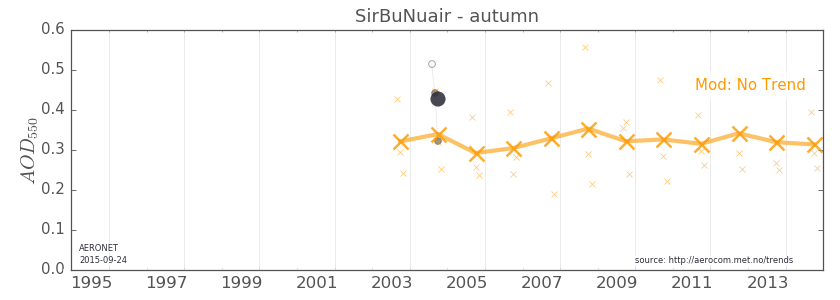 SirBuNuair - autumn
0.6
0.5
0.4
0.3
0.2
0.1
0.0
AOD550
Mod: No Trend
AERONET
2015-09-24
source: http://aerocom.met.no/trends
1995 1997 1999 2001 2003 2005 2007 2009 2011 2013